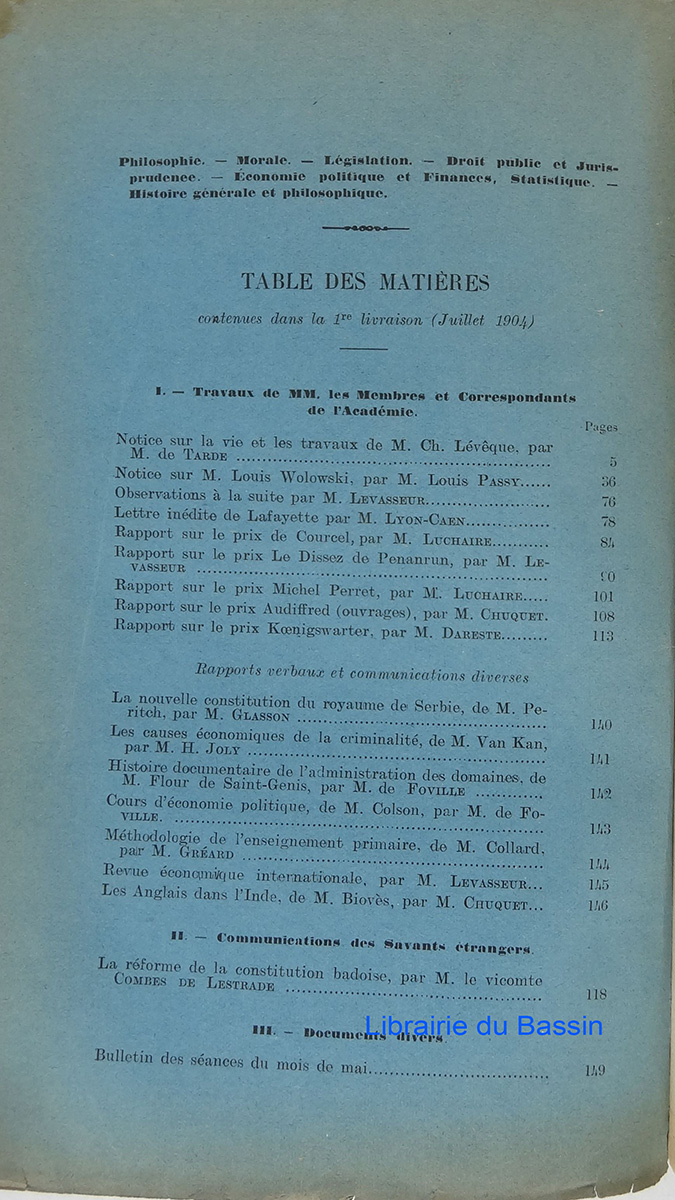 Philosophie. — Morale. — Législation. — Droit public et Juris-
prudence. — Économie politique et Finances, Statistique. —
Histoire générale et philosophique.
TABLE DES MATIÈRES
contenues dans la 1re livraison (Juillet 1904)
I. — Travaux de MM. les Membres et Correspondants
de l'Académie.
Pages
Notice sur la vie et les travaux de M. Ch. Lévêque, par
M. de TARDE ........ 5
Notice sur M. Louis Wolowski, par M. Louis PASSY...... 36
Observations à la suite par M. LEVASSEUR........ 76
Lettre inédite de Lafayette par M. LYON-CAEN........ 78
Rapport sur le prix de Courcel, par M. LUCHAIRE........ 84
Rapport sur le prix Le Dissez de Penanrun, par M. LE-
VASSEUR ........ 90
Rapport sur le prix Michel Perret, par M. LUCHAIRE..... 101
Rapport sur le prix Audiffred (ouvrages), par M. CHUQUET. 108
Rapport sur le prix Kœnigswarter, par M. DARESTE........ 113
Rapports verbaux et communications diverses
La nouvelle constitution du royaume de Serbie, de M. Pe-
ritch, par M. GLASSON ........ 140
Les causes économiques de la criminalité, de M. Van Kan,
par M. H. JOLY ........ 141
Histoire documentaire de l'administration des domaines, de
M. Flour de Saint-Genis, par M. de FOVILLE ........ 142
Cours d'économie politique, de M. Colson, par M. de FO-
VILLE. ........ 143
Méthodologie de l'enseignement primaire, de M. Collard,
par M. GRÉARD ........ 144
Revue économique internationale, par M. LEVASSEUR... 145
Les Anglais dans l'Inde, de M. Biovès, par M. CHUQUET... 146
II. — Communications des Savants étrangers.
La réforme de la constitution badoise, par M. le vicomte
COMBES DE LESTRADE ........ 118
III. — Documents divers.
Librairie du Bassin
Bulletin des séances du mois de mai........ 149